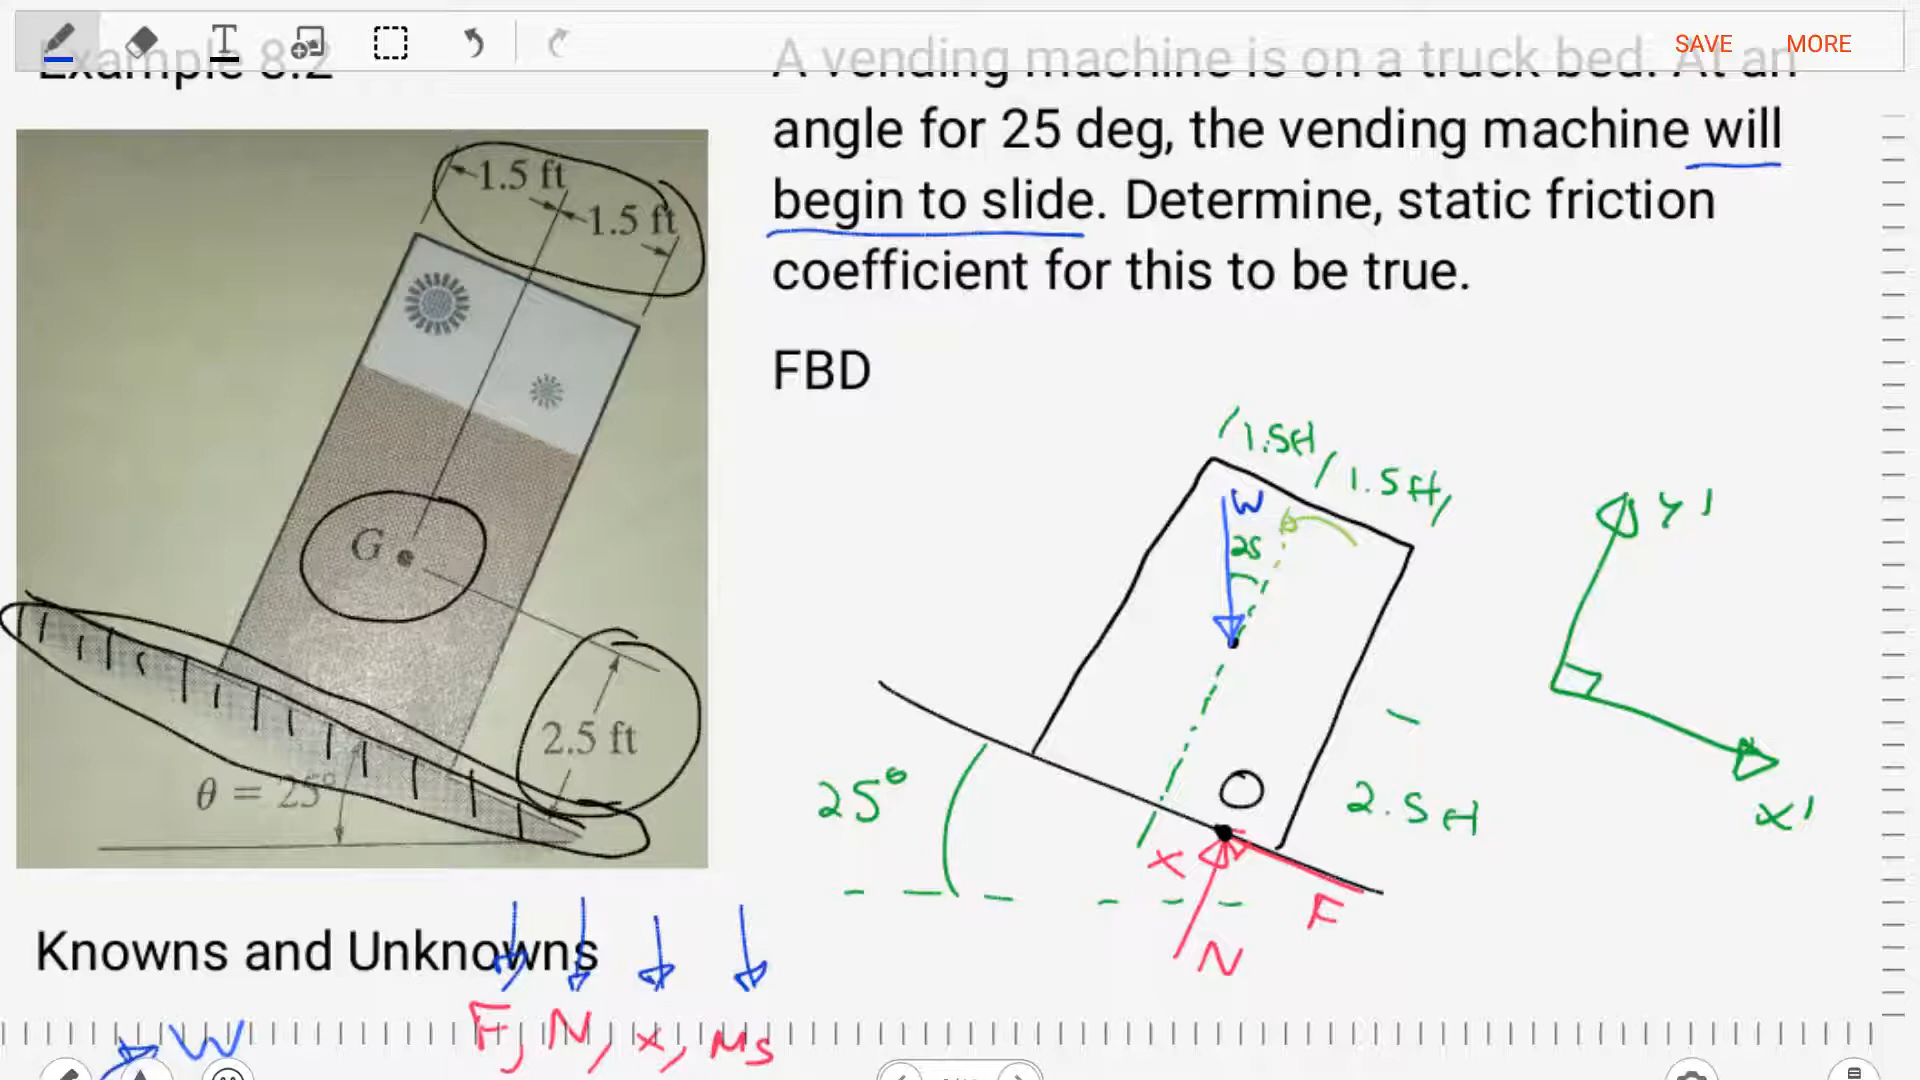 SAVE MORE
Example 8.2
A vending machine is on a truck bed. At an
angle for 25 deg, the vending machine will
begin to slide. Determine, static friction
coefficient for this to be true.
FBD
1.5 ft
1.5 ft
G
2.5 ft
θ = 25°
1.5ft
1.5ft
W
25
y'
x'
25°
O
2.5ft
x
F
N
Knowns and Unknowns
W
F, N, x, Ms